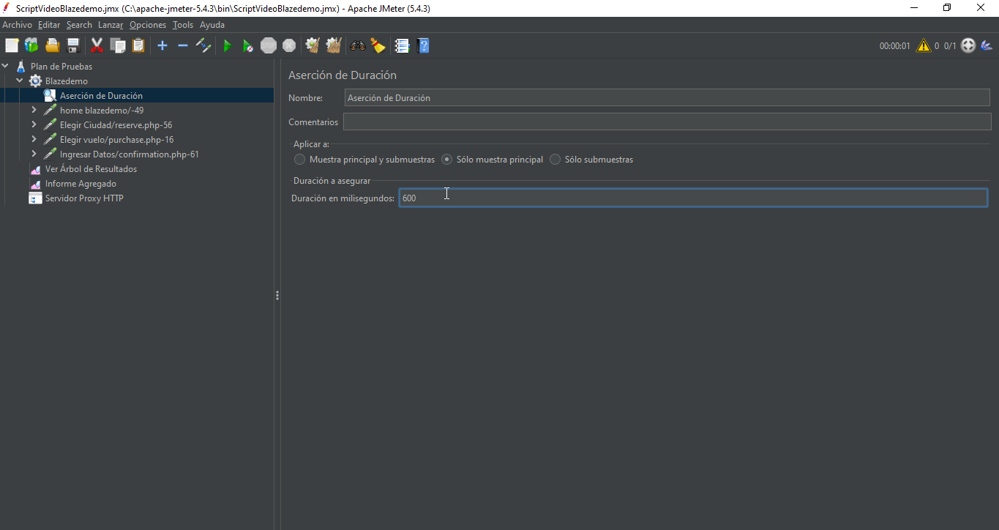 ScriptVideoBlazedemo.jmx (C:\apache-jmeter-5.4.3\bin\ScriptVideoBlazedemo.jmx) - Apache JMeter (5.4.3)
Archivo Editar Search Lanzar Opciones Tools Ayuda
STOP 00:00:01 0 0/1
Plan de Pruebas
Blazedemo
Aserción de Duración
home blazedemo/-49
Elegir Ciudad/reserve.php-56
Elegir vuelo/purchase.php-16
Ingresar Datos/confirmation.php-61
Ver Árbol de Resultados
Informe Agregado
Servidor Proxy HTTP
Aserción de Duración
Nombre: Aserción de Duración
Comentarios
Aplicar a:
Muestra principal y submuestras Sólo muestra principal Sólo submuestras
Duración a asegurar
Duración en milisegundos: 600